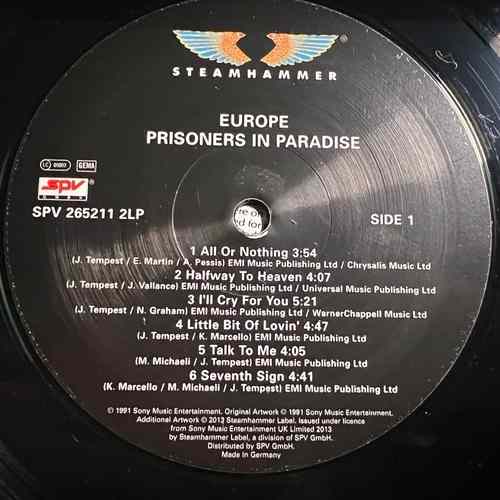 STEAMHAMMER
EUROPE
PRISONERS IN PARADISE
GEMA
spv
SPV 265211 2LP
SIDE 1
1 All Or Nothing 3:54
(J. Tempest / E. Martin / A. Pessis) EMI Music Publishing Ltd / Chrysalis Music Ltd
2 Halfway To Heaven 4:07
(J. Tempest / J. Vallance) EMI Music Publishing Ltd / Universal Music Publishing Ltd
3 I'll Cry For You 5:21
(J. Tempest / N. Graham) EMI Music Publishing Ltd / WarnerChappell Music Ltd
4 Little Bit Of Lovin' 4:47
(J. Tempest / K. Marcello) EMI Music Publishing Ltd
5 Talk To Me 4:05
(M. Michaeli / J. Tempest) EMI Music Publishing Ltd
6 Seventh Sign 4:41
(K. Marcello / M. Michaeli / J. Tempest) EMI Music Publishing Ltd
℗ 1991 Sony Music Entertainment. Original Artwork © 1991 Sony Music Entertainment.
Additional Artwork © 2013 Steamhammer Label. Issued under licence
from Sony Music Entertainment UK Limited 2013
by Steamhammer Label, a division of SPV GmbH.
Distributed by SPV GmbH.
Made in Germany